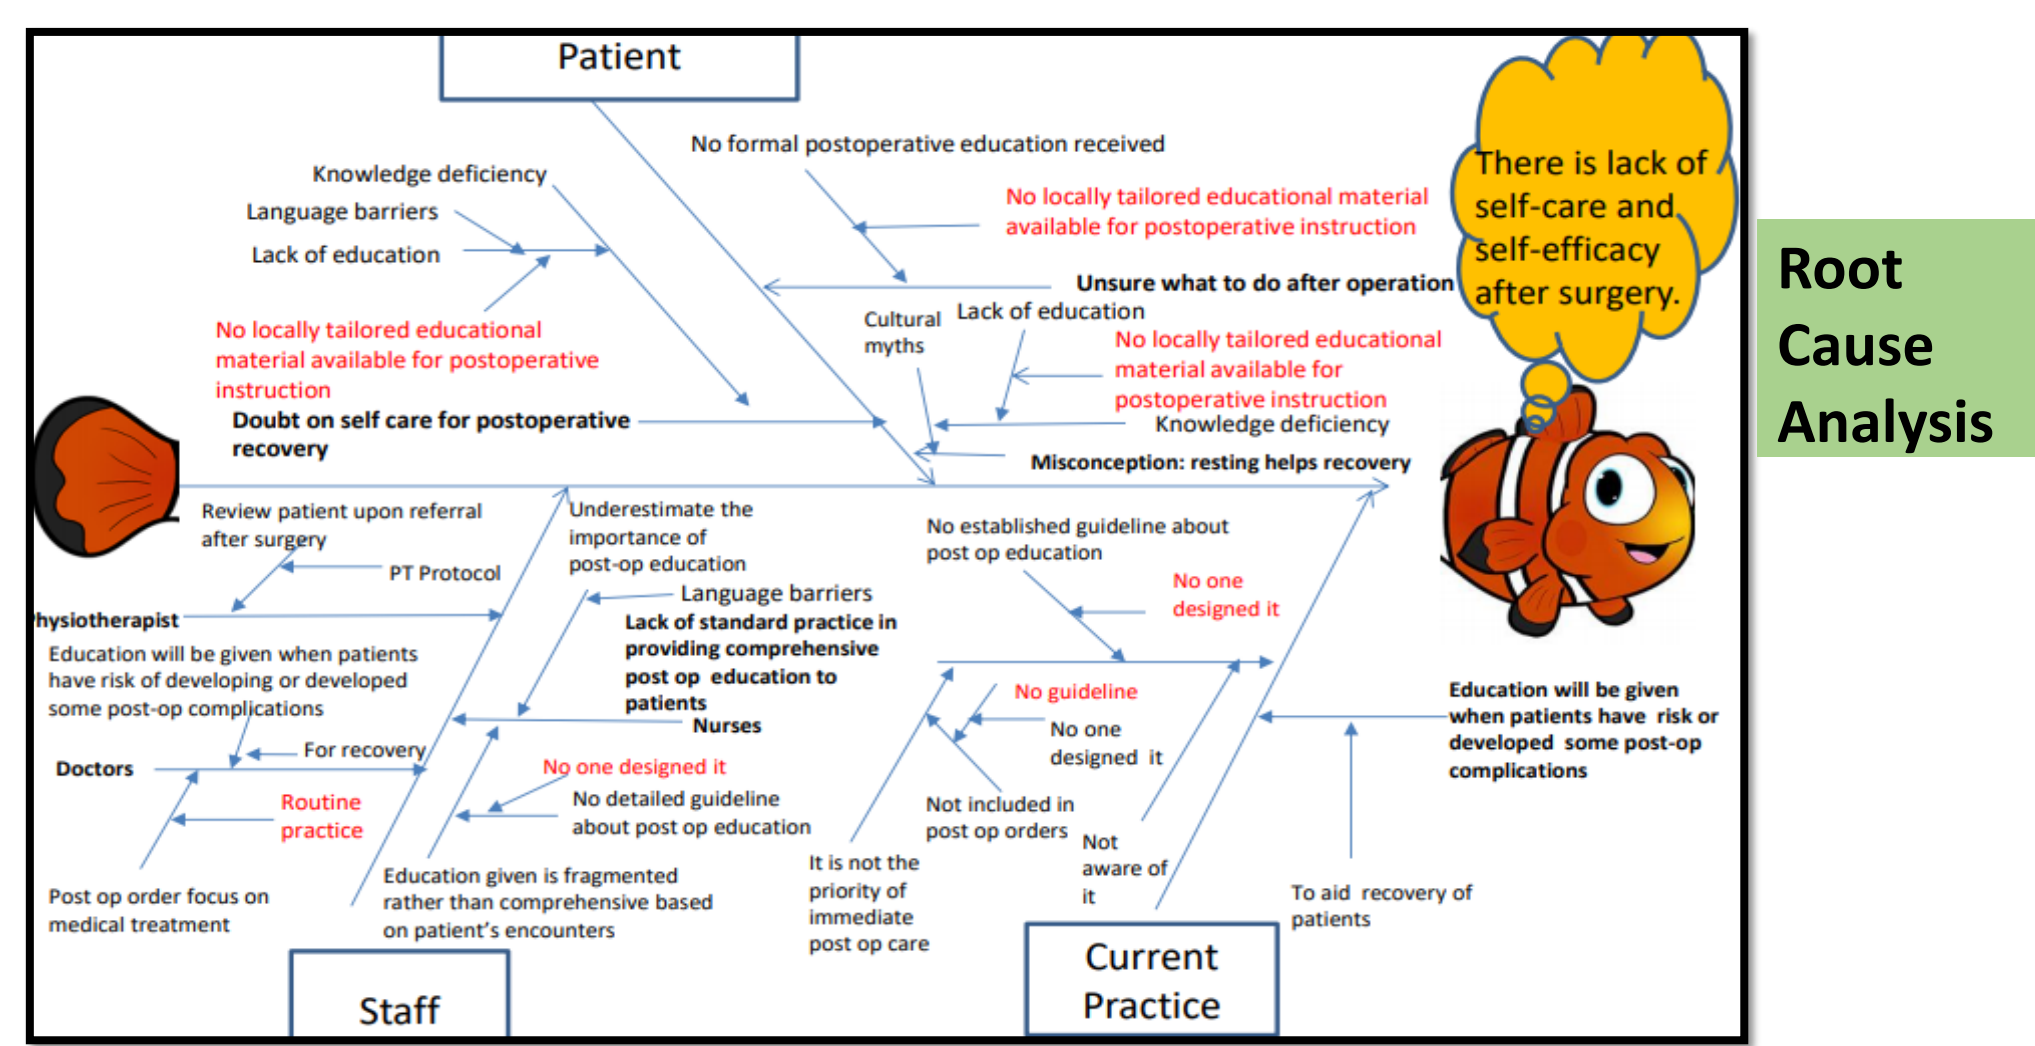 Patient
No formal postoperative education received
Knowledge deficiency
Language barriers
Lack of education
No locally tailored educational
material available for postoperative
instruction
Doubt on self care for postoperative
recovery
No locally tailored educational material
available for postoperative instruction
Unsure what to do after operation
Cultural
myths
Lack of education
No locally tailored educational
material available for
postoperative instruction
Knowledge deficiency
Misconception: resting helps recovery
There is lack of
self-care and
self-efficacy
after surgery.
Root
Cause
Analysis
Review patient upon referral
after surgery
PT Protocol
hysiotherapist
Education will be given when patients
have risk of developing or developed
some post-op complications
For recovery
Doctors
Routine
practice
Post op order focus on
medical treatment
Underestimate the
importance of
post-op education
Language barriers
Lack of standard practice in
providing comprehensive
post op education to
patients
Nurses
No one designed it
No detailed guideline
about post op education
Education given is fragmented
rather than comprehensive based
on patient's encounters
Staff
No established guideline about
post op education
No one
designed it
No guideline
No one
designed it
Not included in
post op orders
It is not the
priority of
immediate
post op care
Not
aware of
it
Education will be given
when patients have risk or
developed some post-op
complications
To aid recovery of
patients
Current
Practice